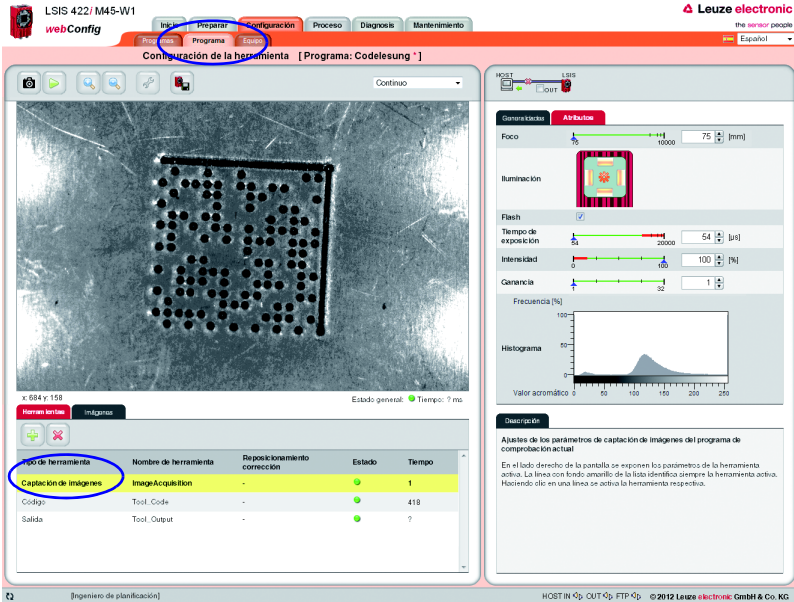 LSIS 422i M45-W1
webConfig
Inicio Preparar Configuración Proceso Diagnosis Mantenimiento
Leuze electronic
the sensor people
Programas Programa Equipo
Español
Configuración de la herramienta [ Programa: Codelesung * ]
Continuo
HOST LSIS
OUT
Generalidades Atributos
Foco 75 10000 75 [mm]
Iluminación
Flash
Tiempo de exposición 54 20000 54 [µs]
Intensidad 0 100 100 [%]
Ganancia 1 32 1
Frecuencia [%]
100
50
0
Histograma
Valor acromático 0 50 100 150 200 250
x: 684 y: 158
Estado general: Tiempo: ? ms
Herramientas Imágenes
Tipo de herramienta Nombre de herramienta Reposicionamiento corrección Estado Tiempo
Captación de imágenes ImageAcquisition - 1
Código Tool_Code - 418
Salida Tool_Output - ?
Descripción
Ajustes de los parámetros de captación de imágenes del programa de
comprobación actual
En el lado derecho de la pantalla se exponen los parámetros de la herramienta
activa. La línea con fondo amarillo de la lista identifica siempre la herramienta activa.
Haciendo clic en una línea se activa la herramienta respectiva.
[Ingeniero de planificación]
HOST IN OUT FTP © 2012 Leuze electronic GmbH & Co. KG